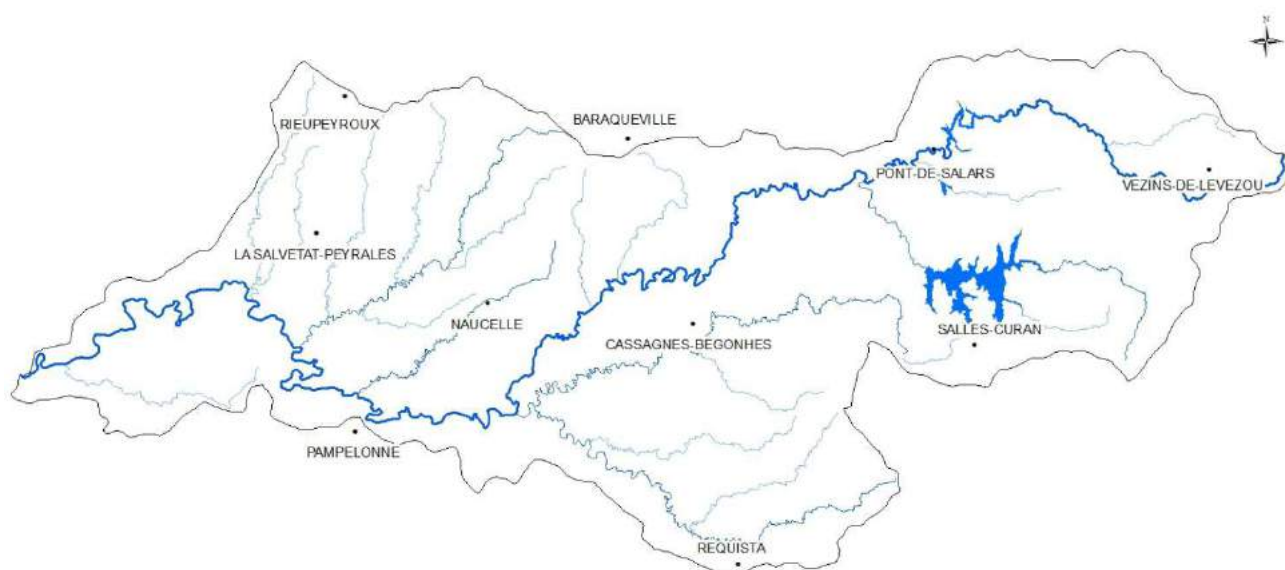 N
RIEUPEYROUX
BARAQUEVILLE
PONT-DE-SALARS
VEZINS-DE-LEVEZOU
LA SALVETAT-PEYRALES
NAUCELLE
CASSAGNES-BEGONHES
SALLES-CURAN
PAMPELONNE
REQUISTA